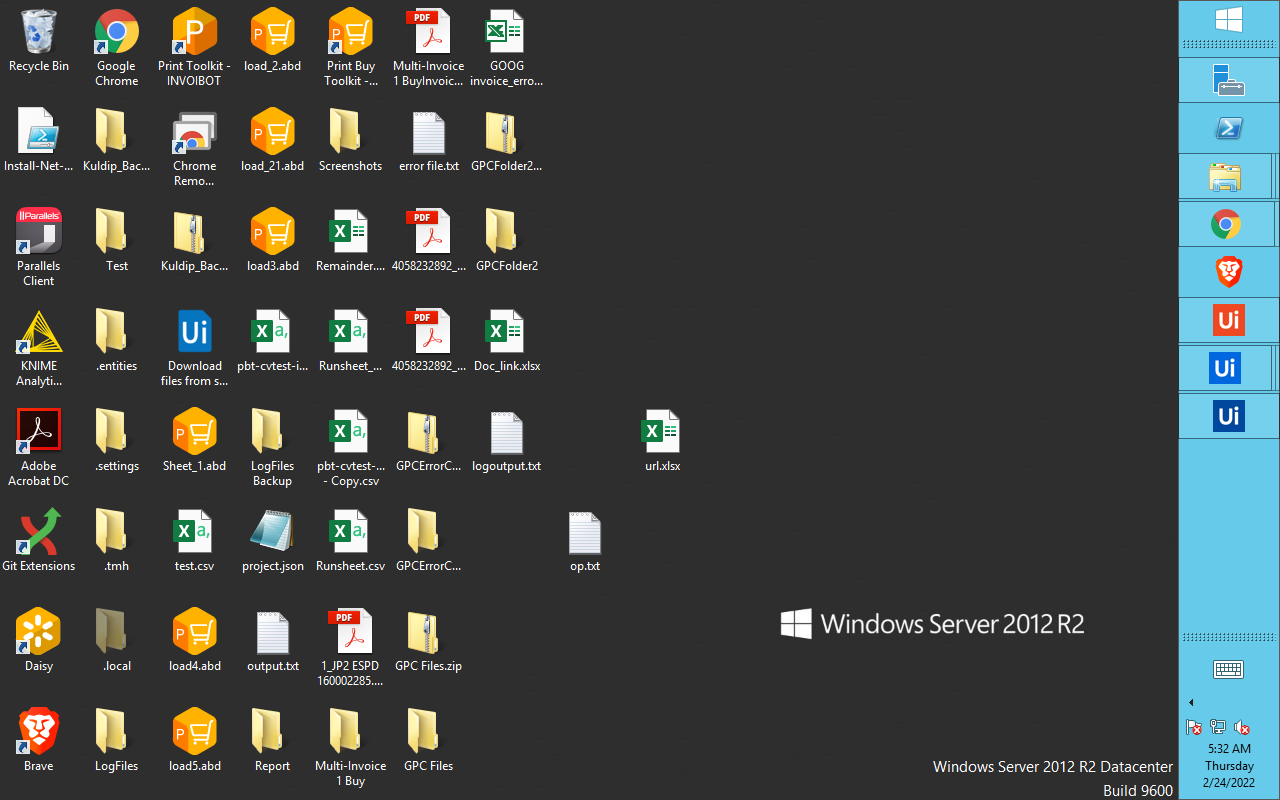 Recycle Bin
Google
Chrome
Print Toolkit -
INVOIBOT
load_2.abd
Print Buy
Toolkit -...
PDF
Multi-Invoice
1 BuyInvoic...
GOOG
invoice_erro...
Install-Net-...
Kuldip_Bac...
Chrome
Remo...
load_21.abd
Screenshots
error file.txt
GPCFolder2...
Parallels
Parallels
Client
Test
Kuldip_Bac...
load3.abd
Remainder....
PDF
4058232892_...
GPCFolder2
KNIME
Analyti...
.entities
Ui
Download
files from s...
pbt-cvtest-i...
Runsheet_...
PDF
4058232892_...
Doc_link.xlsx
Adobe
Acrobat DC
.settings
Sheet_1.abd
LogFiles
Backup
pbt-cvtest-...
- Copy.csv
GPCErrorC...
logoutput.txt
url.xlsx
Git Extensions
.tmh
test.csv
project.json
Runsheet.csv
GPCErrorC...
op.txt
Daisy
.local
load4.abd
output.txt
PDF
1_JP2 ESPD
160002285....
GPC Files.zip
Brave
LogFiles
load5.abd
Report
Multi-Invoice
1 Buy
GPC Files
Windows Server 2012 R2
Windows Server 2012 R2 Datacenter
Build 9600
Ui
Ui
Ui
5:32 AM
Thursday
2/24/2022